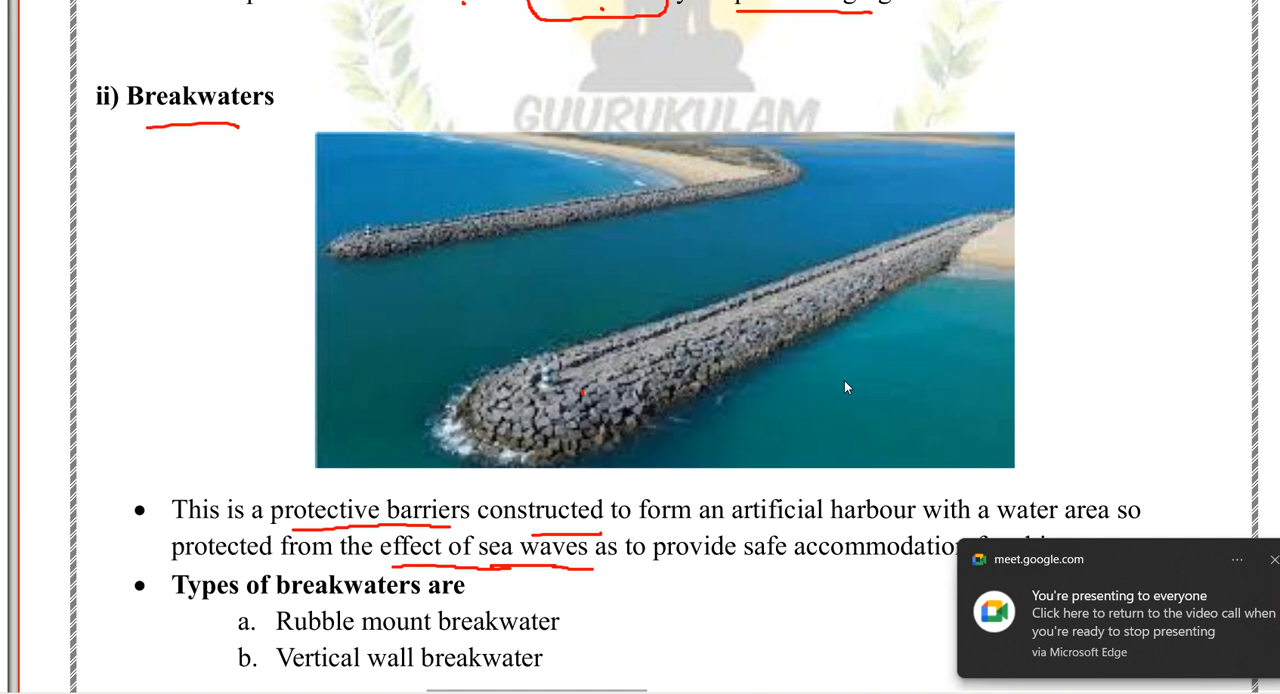 ii) Breakwaters
GUURUKULAM
This is a protective barriers constructed to form an artificial harbour with a water area so
protected from the effect of sea waves as to provide safe
Types of breakwaters are
a. Rubble mount breakwater
b. Vertical wall breakwater
meet.google.com
You're presenting to everyone
Click here to return to the video call when
you're ready to stop presenting
via Microsoft Edge